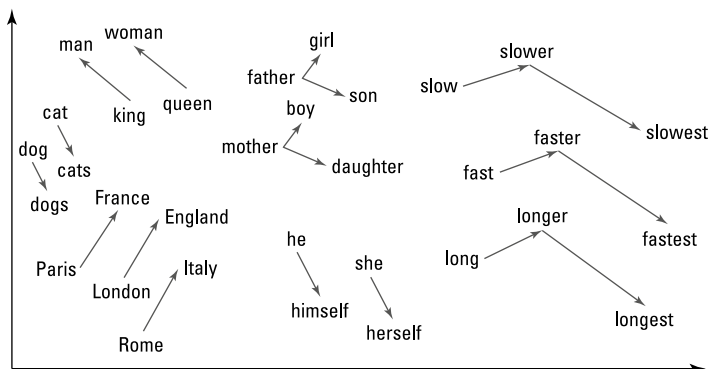 man
woman
king
queen
cat
cats
dog
dogs
France
England
Italy
Paris
London
Rome
girl
father
son
boy
mother
daughter
he
himself
she
herself
slower
slow
slowest
faster
fast
fastest
longer
long
longest